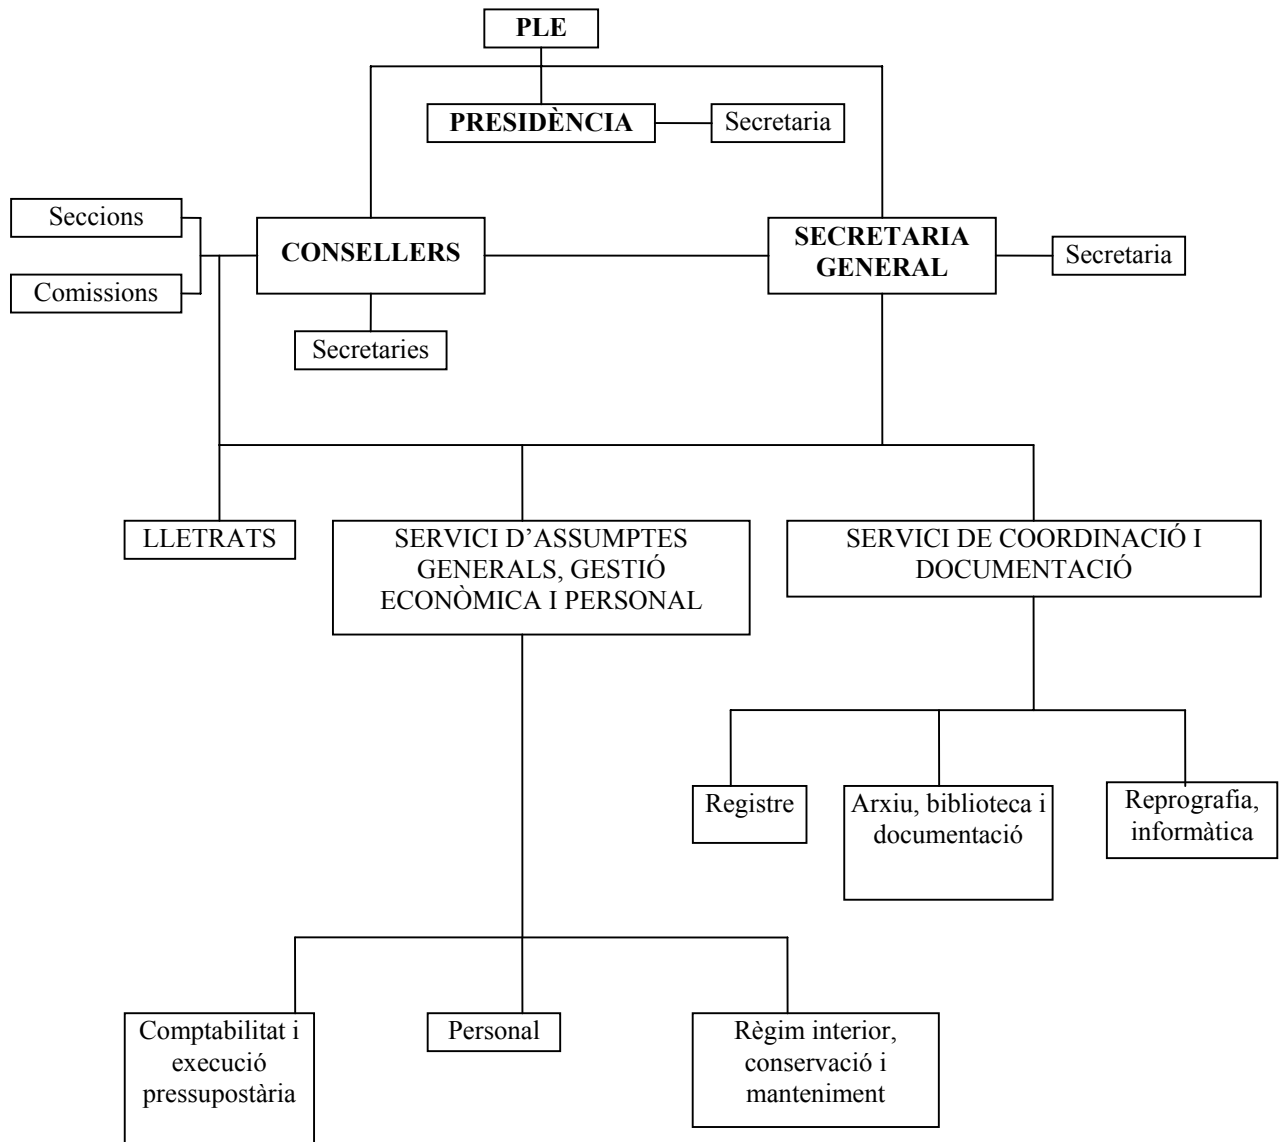 PLE
PRESIDÈNCIA
Secretaria
Seccions
Comissions
CONSELLERS
SECRETARIA
GENERAL
Secretaria
Secretaries
LLETRATS
SERVICI D’ASSUMPTES
GENERALS, GESTIÓ
ECONÒMICA I PERSONAL
SERVICI DE COORDINACIÓ I
DOCUMENTACIÓ
Registre
Arxiu, biblioteca i
documentació
Reprografia,
informàtica
Comptabilitat i
execució
pressupostària
Personal
Règim interior,
conservació i
manteniment